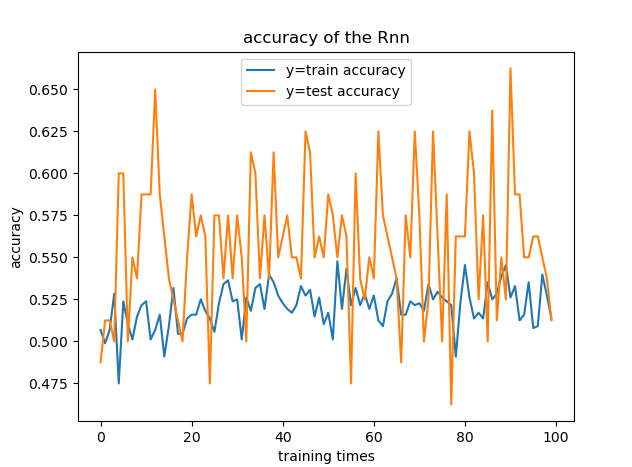 accuracy of the Rnn
y=train accuracy
y=test accuracy
0.650
0.625
0.600
0.575
0.550
0.525
0.500
0.475
accuracy
0 20 40 60 80 100
training times